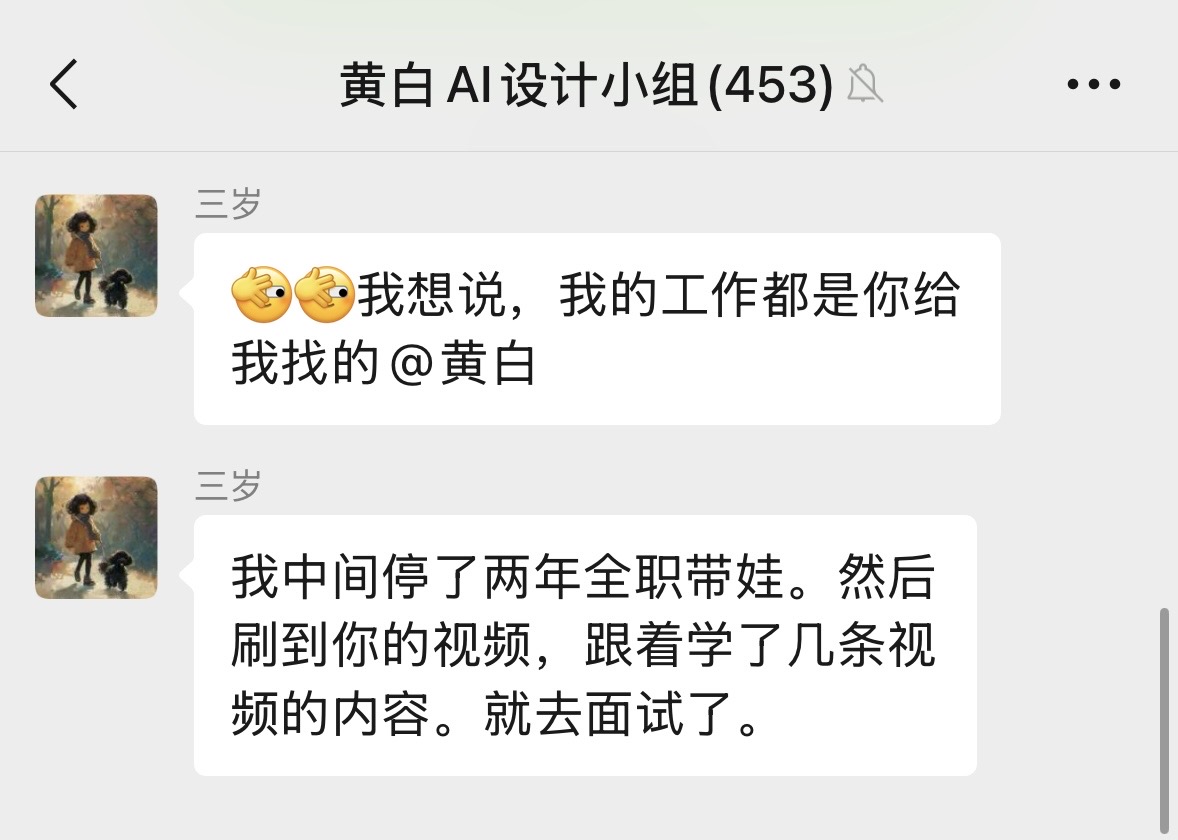 黄白AI设计小组(453)
三岁
🫣🫣我想说，我的工作都是你给
我找的@黄白
三岁
我中间停了两年全职带娃。然后
刷到你的视频，跟着学了几条视
频的内容。就去面试了。